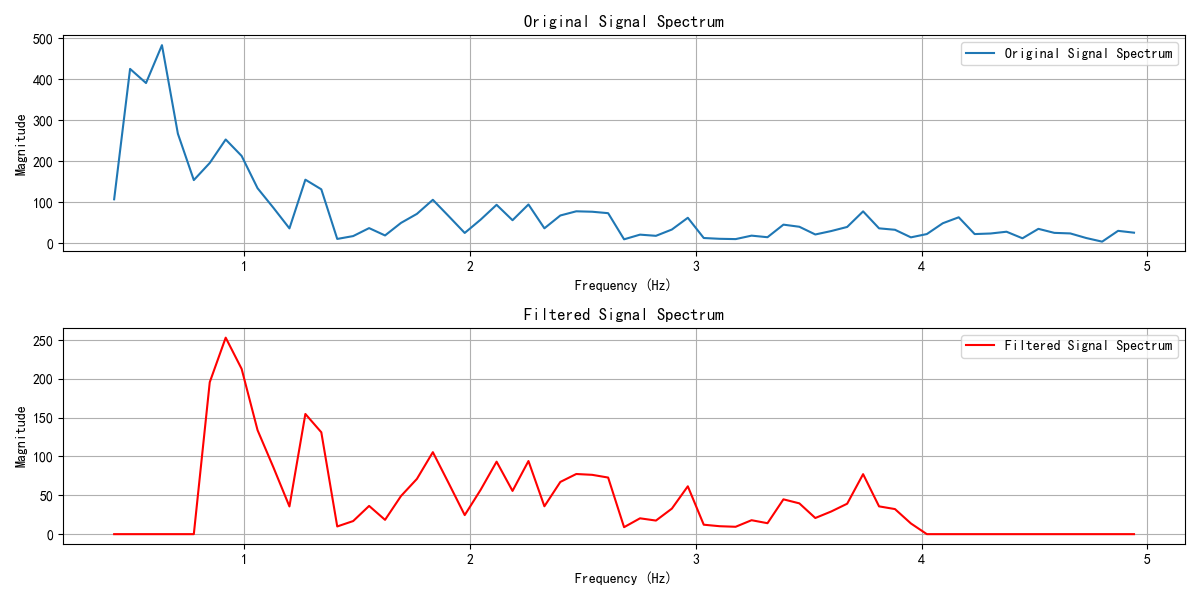 Original Signal Spectrum
500
400
300
200
100
0
Magnitude
Original Signal Spectrum
1 2 3 4 5
Frequency (Hz)
Filtered Signal Spectrum
250
200
150
100
50
0
Magnitude
Filtered Signal Spectrum
1 2 3 4 5
Frequency (Hz)